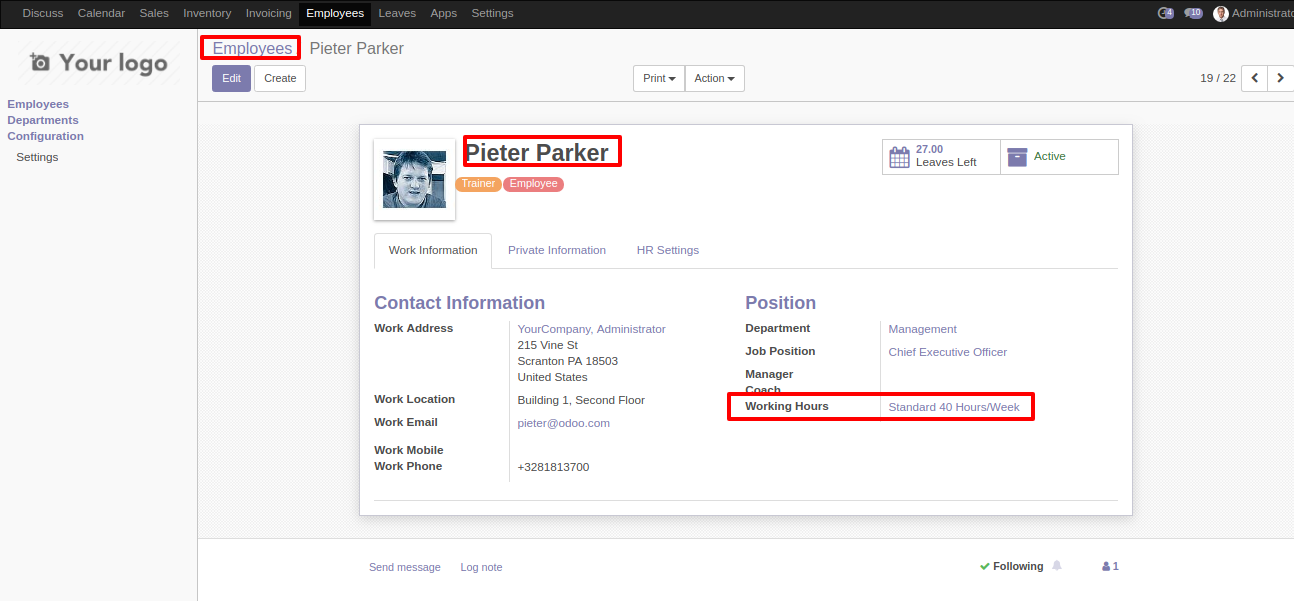 Discuss Calendar Sales Inventory Invoicing Employees Leaves Apps Settings 4 10 Administrato
Your logo
Employees
Departments
Configuration
Settings
Employees Pieter Parker
Edit Create Print Action 19 / 22
Pieter Parker
Trainer Employee
27.00
Leaves Left
Active
Work Information Private Information HR Settings
Contact Information
Work Address YourCompany, Administrator
215 Vine St
Scranton PA 18503
United States
Work Location Building 1, Second Floor
Work Email pieter@odoo.com
Work Mobile
Work Phone +3281813700
Position
Department Management
Job Position Chief Executive Officer
Manager
Coach
Working Hours Standard 40 Hours/Week
Send message Log note Following 1